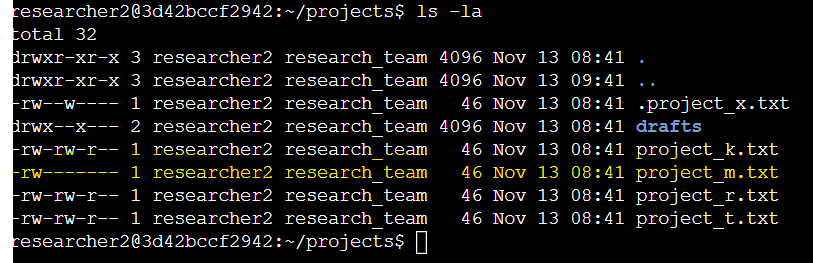 researcher2@3d42bccf2942:~/projects$ ls -la
total 32
drwxr-xr-x 3 researcher2 research_team 4096 Nov 13 08:41 .
drwxr-xr-x 3 researcher2 research_team 4096 Nov 13 09:41 ..
-rw--w---- 1 researcher2 research_team   46 Nov 13 08:41 .project_x.txt
drwx--x--- 2 researcher2 research_team 4096 Nov 13 08:41 drafts
-rw-rw-r-- 1 researcher2 research_team   46 Nov 13 08:41 project_k.txt
-rw------- 1 researcher2 research_team   46 Nov 13 08:41 project_m.txt
-rw-rw-r-- 1 researcher2 research_team   46 Nov 13 08:41 project_r.txt
-rw-rw-r-- 1 researcher2 research_team   46 Nov 13 08:41 project_t.txt
researcher2@3d42bccf2942:~/projects$